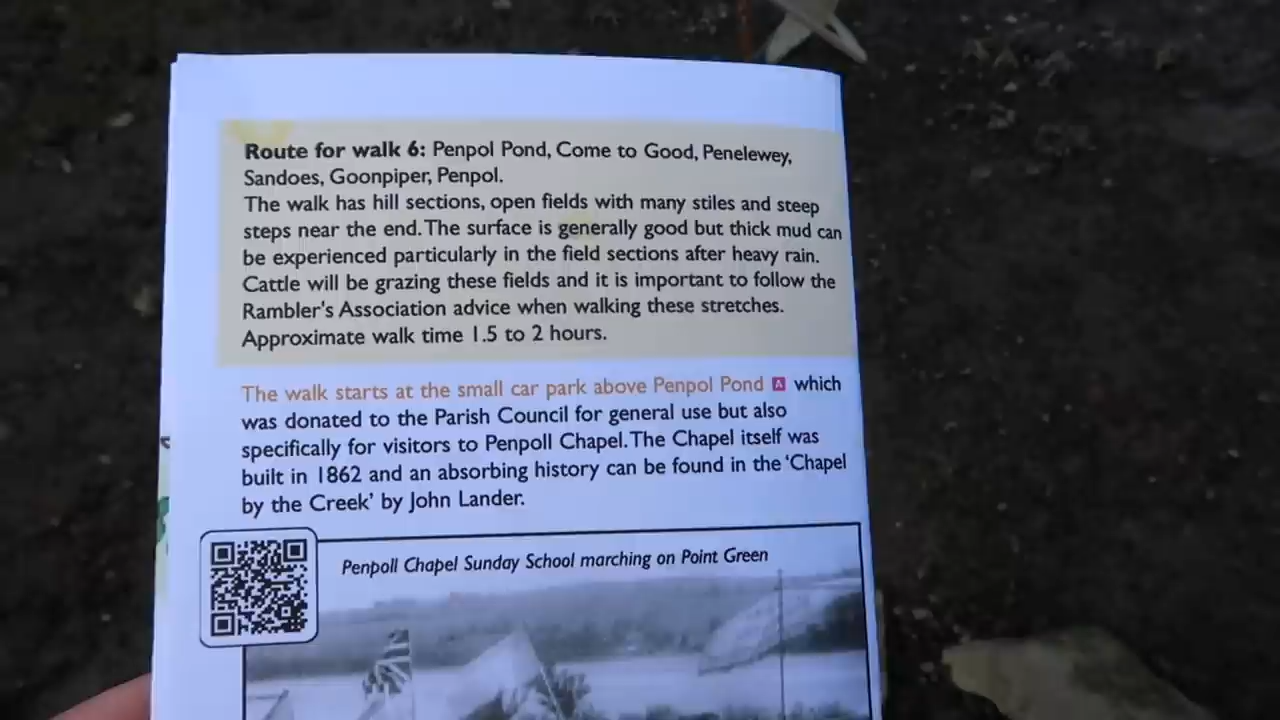 Route for walk 6: Penpol Pond, Come to Good, Penelewey,
Sandoes, Goonpiper, Penpol.
The walk has hill sections, open fields with many stiles and steep
steps near the end. The surface is generally good but thick mud can
be experienced particularly in the field sections after heavy rain.
Cattle will be grazing these fields and it is important to follow the
Rambler's Association advice when walking these stretches.
Approximate walk time 1.5 to 2 hours.
The walk starts at the small car park above Penpol Pond A which
was donated to the Parish Council for general use but also
specifically for visitors to Penpoll Chapel. The Chapel itself was
built in 1862 and an absorbing history can be found in the ‘Chapel
by the Creek’ by John Lander.
Penpoll Chapel Sunday School marching on Point Green